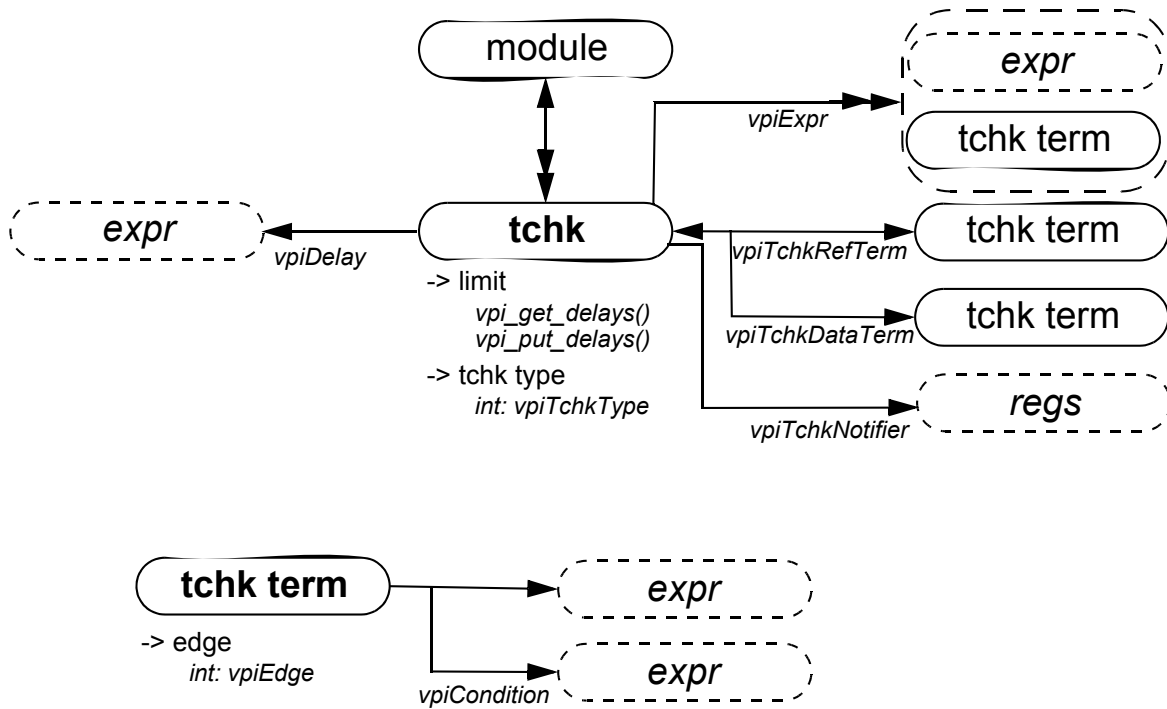 module
expr
vpiExpr
tchk term
expr
vpiDelay
tchk
vpiTchkRefTerm
tchk term
-> limit
vpi_get_delays()
vpi_put_delays()
vpiTchkDataTerm
tchk term
-> tchk type
int: vpiTchkType
vpiTchkNotifier
regs
tchk term
expr
-> edge
int: vpiEdge
vpiCondition
expr